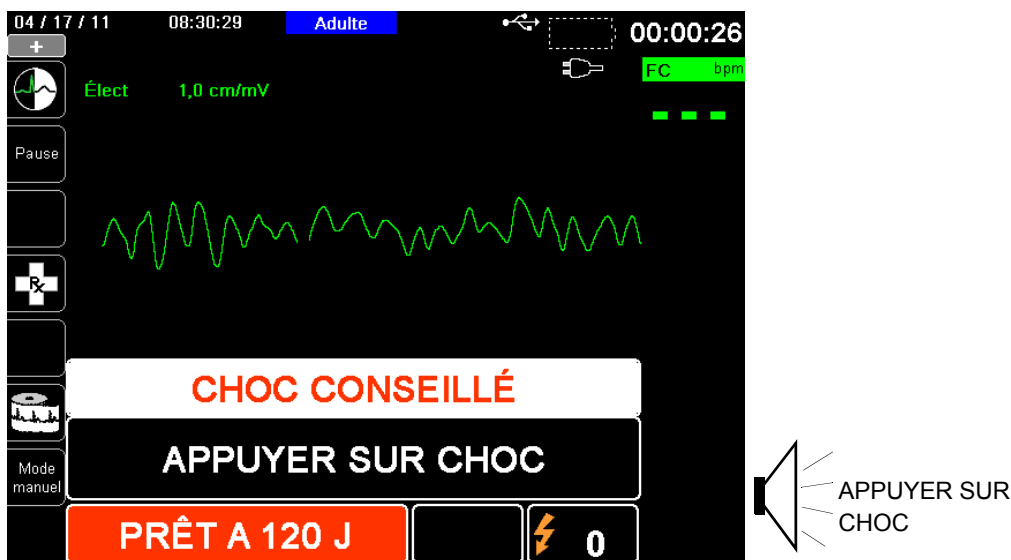 04 / 17 / 11 08:30:29 Adulte 00:00:26
+
FC bpm
Élect 1,0 cm/mV
- - -
Pause
Rx
CHOC CONSEILLÉ
APPUYER SUR CHOC
Mode
manuel
PRÊT A 120 J 0
APPUYER SUR
CHOC